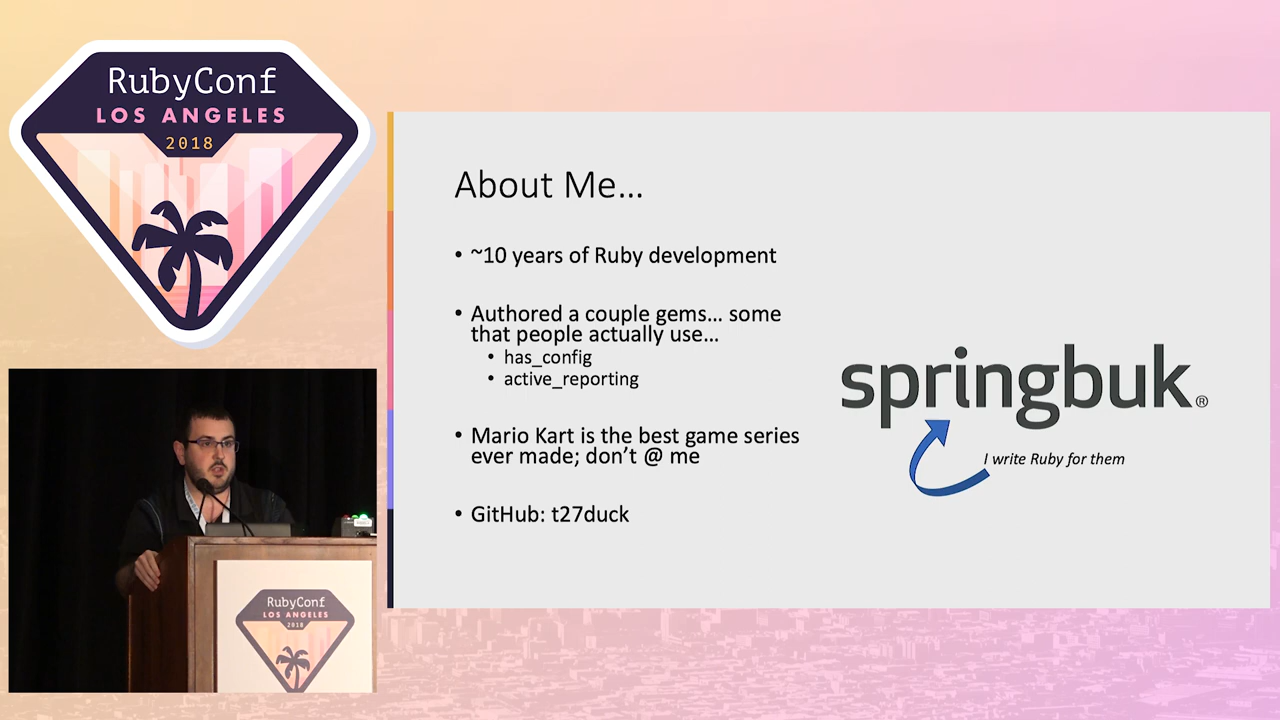 RubyConf
LOS ANGELES
2018
About Me...
• ~10 years of Ruby development
• Authored a couple gems... some
that people actually use...
• has_config
• active_reporting
• Mario Kart is the best game series
ever made; don't @ me
• GitHub: t27duck
springbuk®
I write Ruby for them
RubyConf
LOS ANGELES
2018